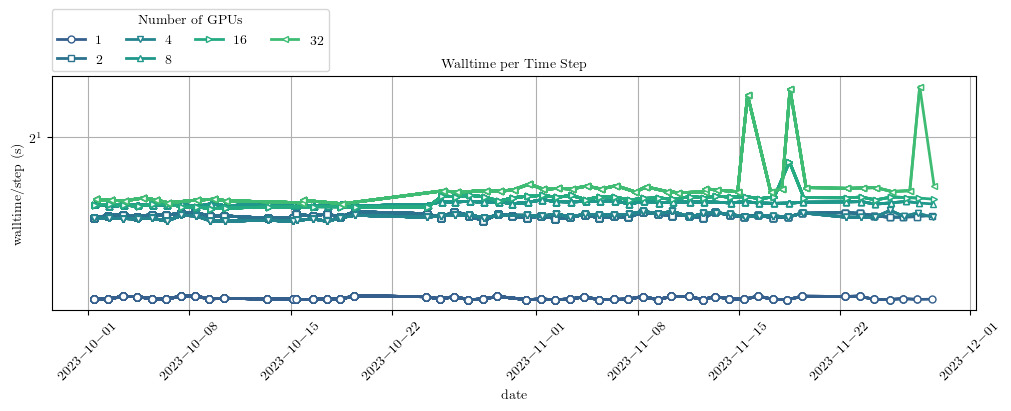 Number of GPUs
1 4 16 32
2 8
Walltime per Time Step
2^1
walltime/step (s)
2023−10−01 2023−10−08 2023−10−15 2023−10−22 2023−11−01 2023−11−08 2023−11−15 2023−11−22 2023−12−01
date